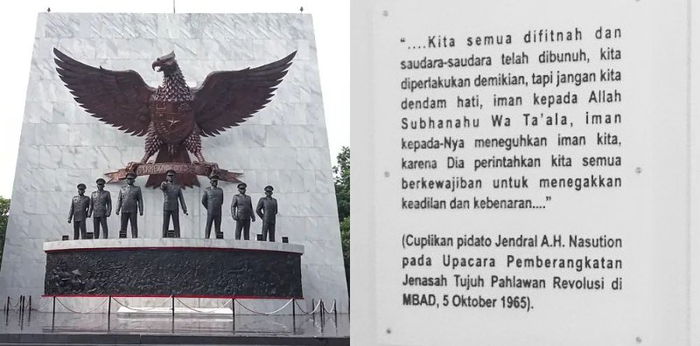 “....Kita semua difitnah dan
saudara-saudara telah dibunuh, kita
diperlakukan demikian, tapi jangan kita
dendam hati, iman kepada Allah
Subhanahu Wa Ta’ala, iman
kepada-Nya meneguhkan iman kita,
karena Dia perintahkan kita semua
berkewajiban untuk menegakkan
keadilan dan kebenaran....”
(Cuplikan pidato Jendral A.H. Nasution
pada Upacara Pemberangkatan
Jenasah Tujuh Pahlawan Revolusi di
MBAD, 5 Oktober 1965).